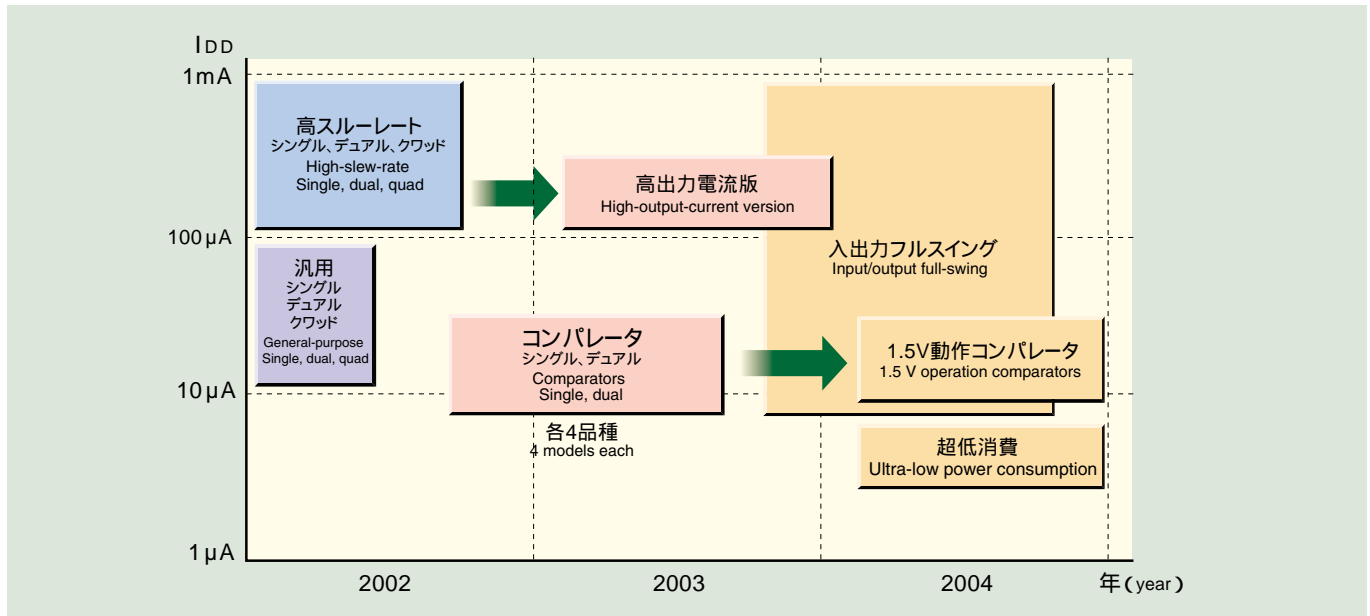 IDD
1mA
高スルーレート
シングル、デュアル、クワッド
High-slew-rate
Single, dual, quad
高出力電流版
High-output-current version
100μA
汎用
シングル
デュアル
クワッド
General-purpose
Single, dual, quad
入出力フルスイング
Input/output full-swing
コンパレータ
シングル、デュアル
Comparators
Single, dual
1.5V動作コンパレータ
1.5 V operation comparators
10μA
各4品種
4 models each
超低消費
Ultra-low power consumption
1μA
2002
2003
2004
年(year)